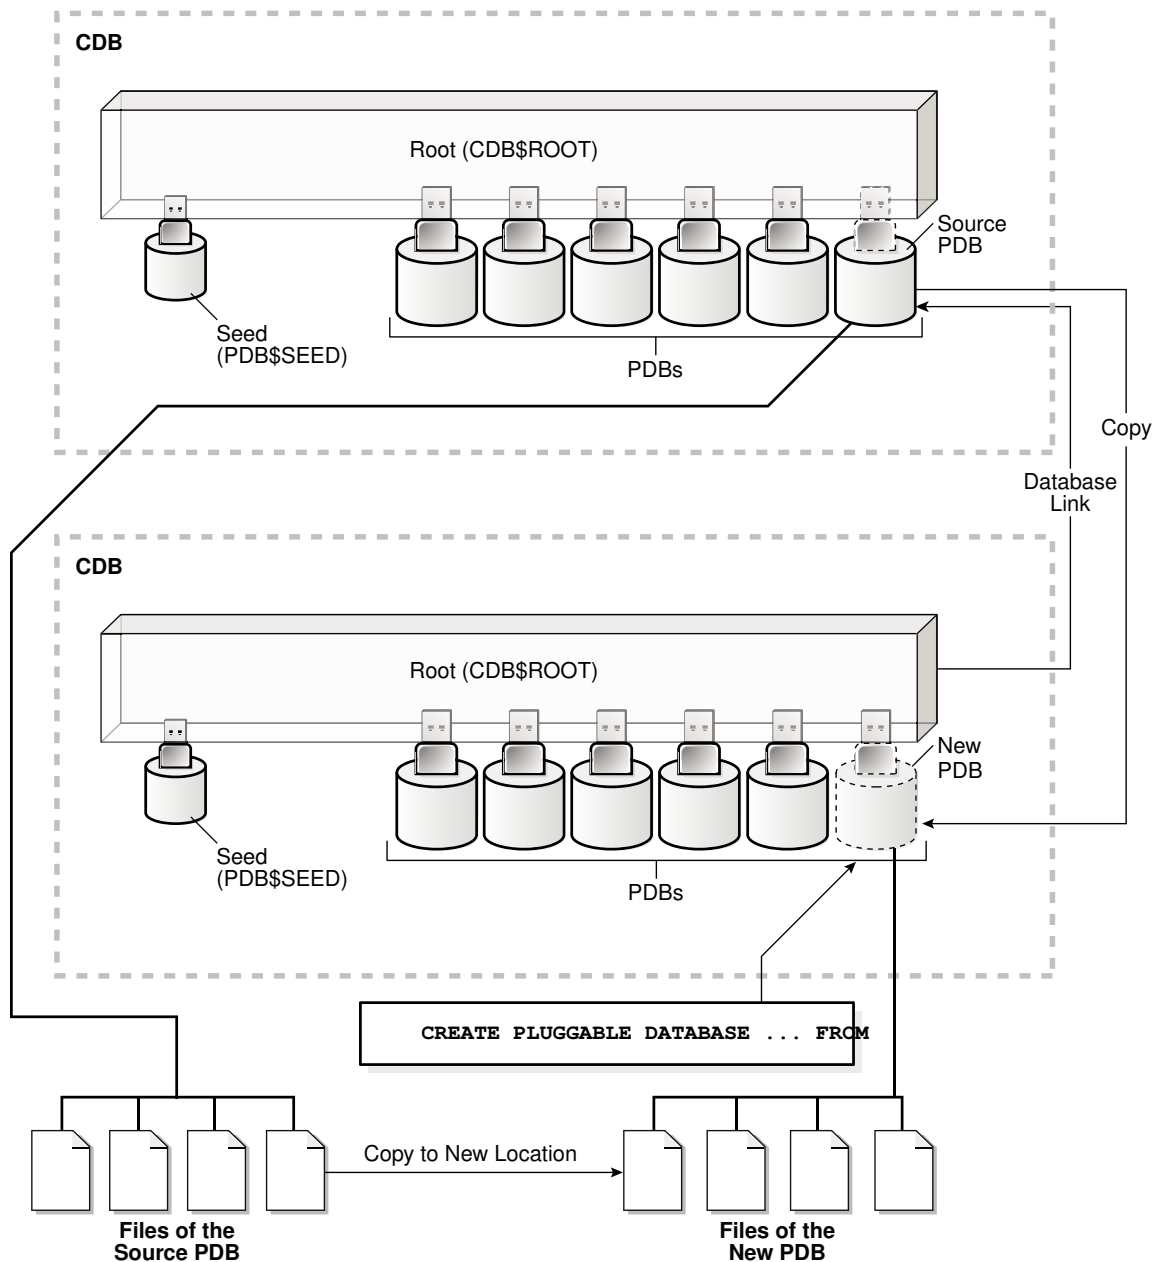 CDB
Root (CDB$ROOT)
Source
PDB
Seed
(PDB$SEED)
PDBs
Copy
Database
Link
CDB
Root (CDB$ROOT)
New
PDB
Seed
(PDB$SEED)
PDBs
CREATE PLUGGABLE DATABASE ... FROM
Copy to New Location
Files of the
Source PDB
Files of the
New PDB